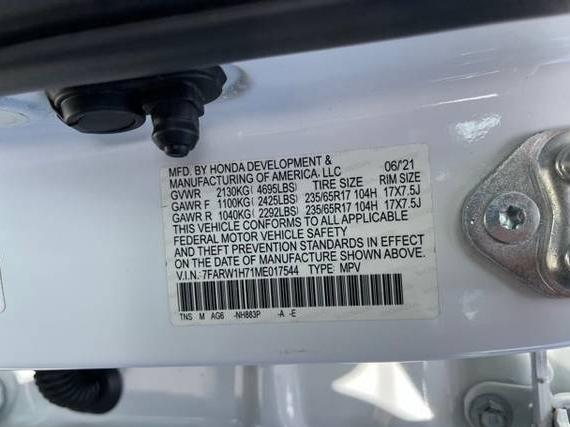 MFD. BY HONDA DEVELOPMENT &
MANUFACTURING OF AMERICA, LLC 06/'21
GVWR 2130KG (4695LBS) TIRE SIZE RIM SIZE
GAWR F 1100KG (2425LBS) 235/65R17 104H 17X7.5J
GAWR R 1040KG (2292LBS) 235/65R17 104H 17X7.5J
THIS VEHICLE CONFORMS TO ALL APPLICABLE
FEDERAL MOTOR VEHICLE SAFETY
AND THEFT PREVENTION STANDARDS IN EFFECT
ON THE DATE OF MANUFACTURE SHOWN ABOVE.
V.I.N.:7FARW1H71ME017544 TYPE: MPV
TNS M AG6 -NH883P -A -E